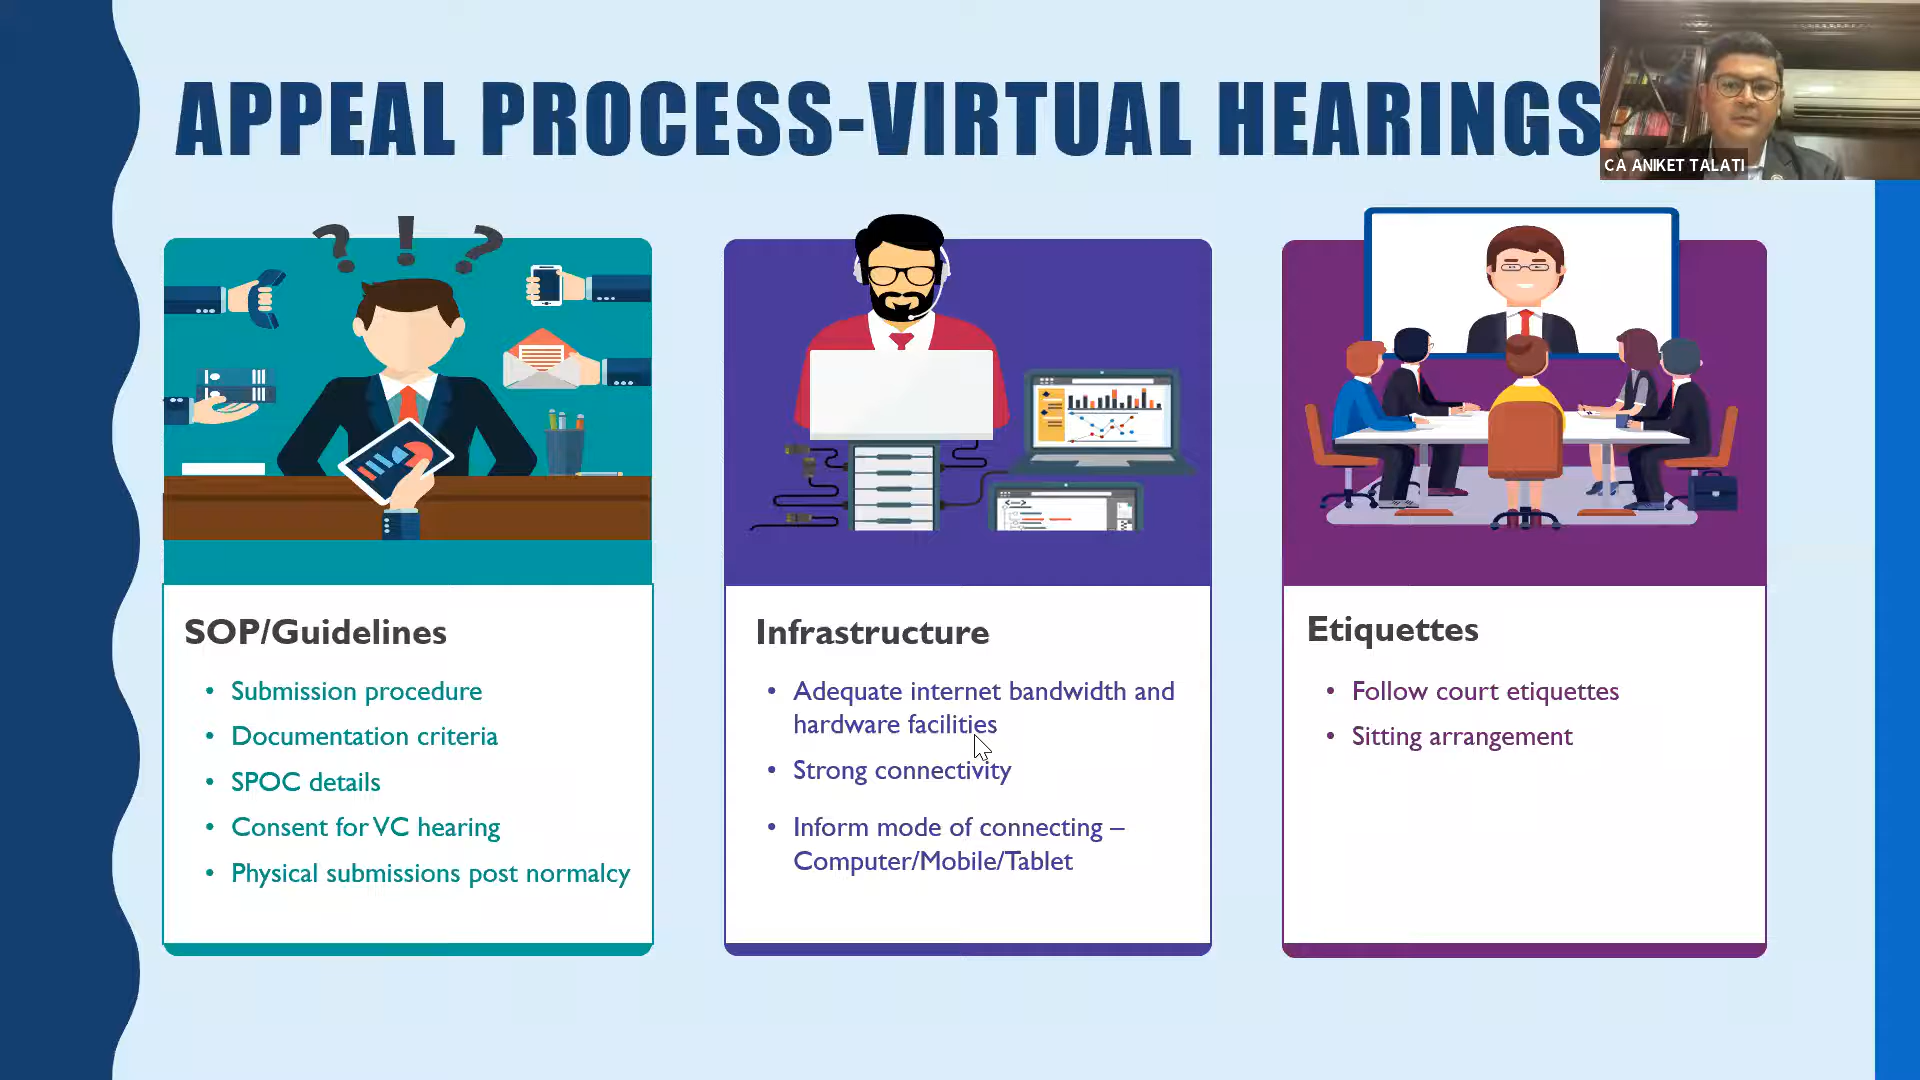 APPEAL PROCESS-VIRTUAL HEARINGS
CA ANIKET TALATI
SOP/Guidelines
• Submission procedure
• Documentation criteria
• SPOC details
• Consent for VC hearing
• Physical submissions post normalcy
Infrastructure
• Adequate internet bandwidth and
hardware facilities
• Strong connectivity
• Inform mode of connecting –
Computer/Mobile/Tablet
Etiquettes
• Follow court etiquettes
• Sitting arrangement